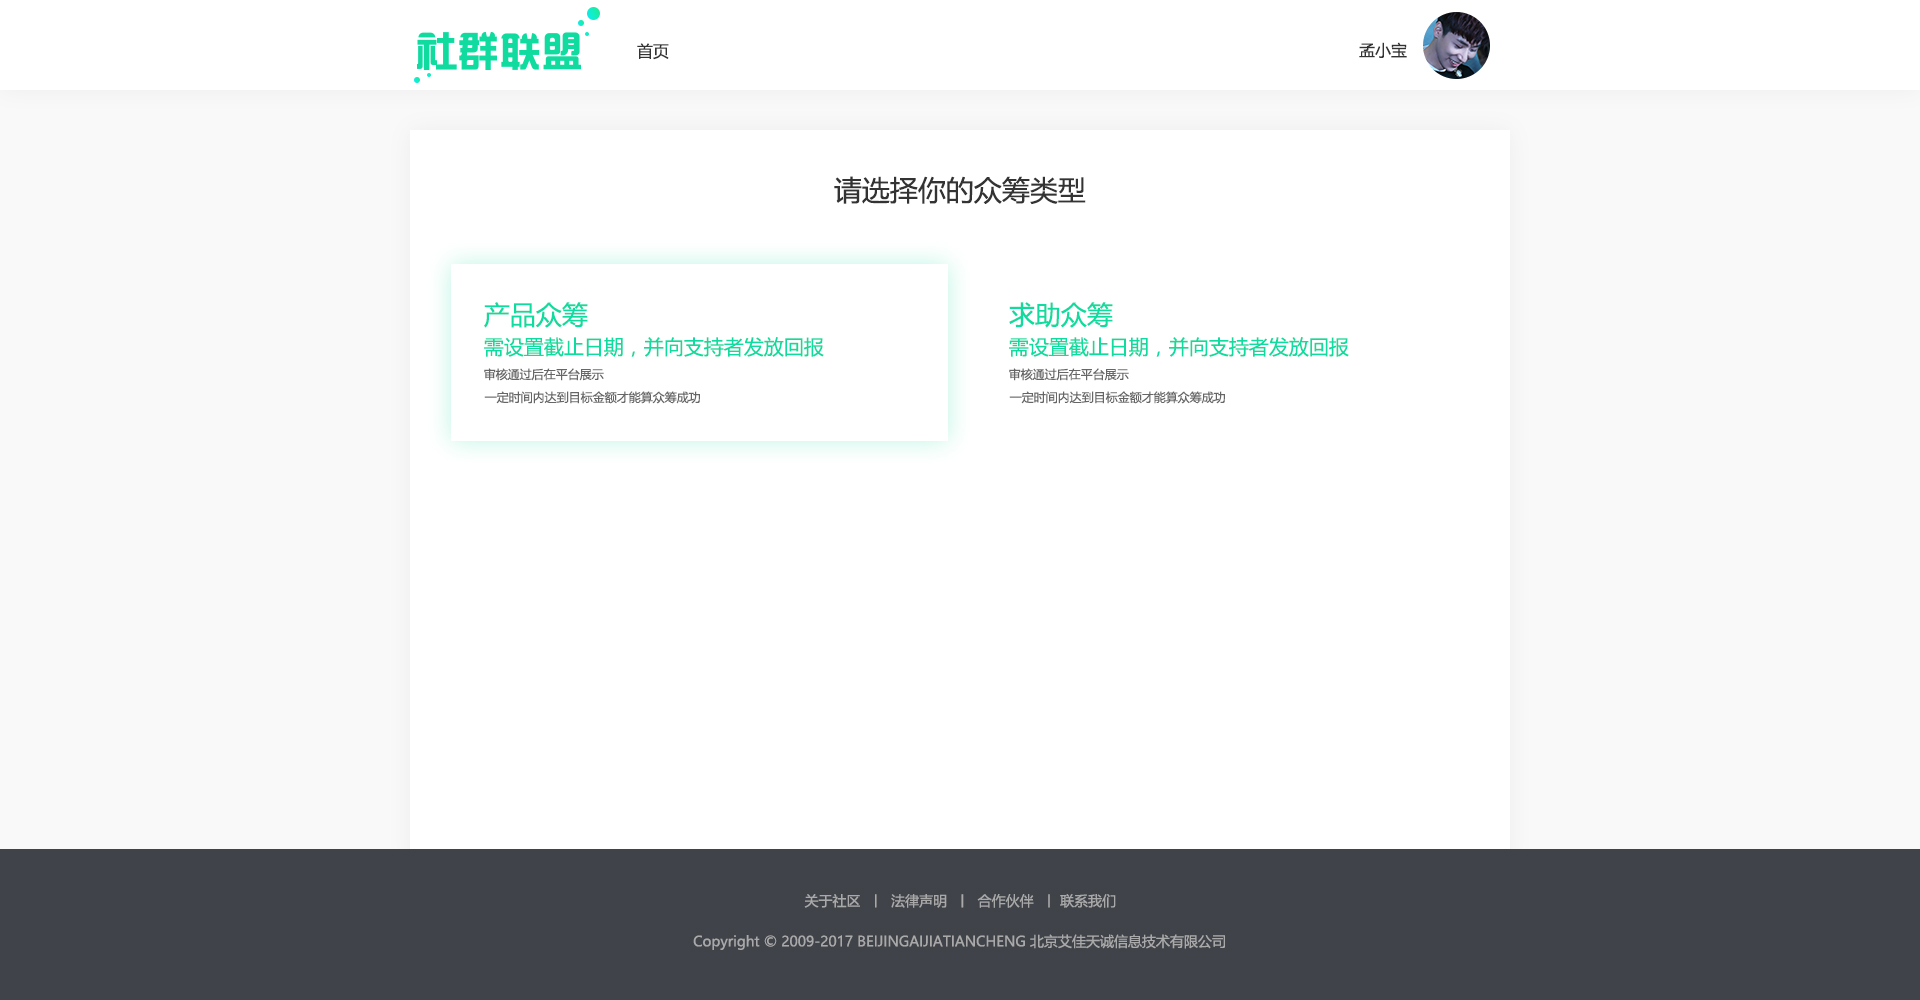 社群联盟
首页
孟小宝
请选择你的众筹类型
产品众筹
需设置截止日期，并向支持者发放回报
审核通过后在平台展示
一定时间内达到目标金额才能算众筹成功
求助众筹
需设置截止日期，并向支持者发放回报
审核通过后在平台展示
一定时间内达到目标金额才能算众筹成功
关于社区 | 法律声明 | 合作伙伴 | 联系我们
Copyright © 2009-2017 BEIJINGAIJIATIANCHENG 北京艾佳天诚信息技术有限公司